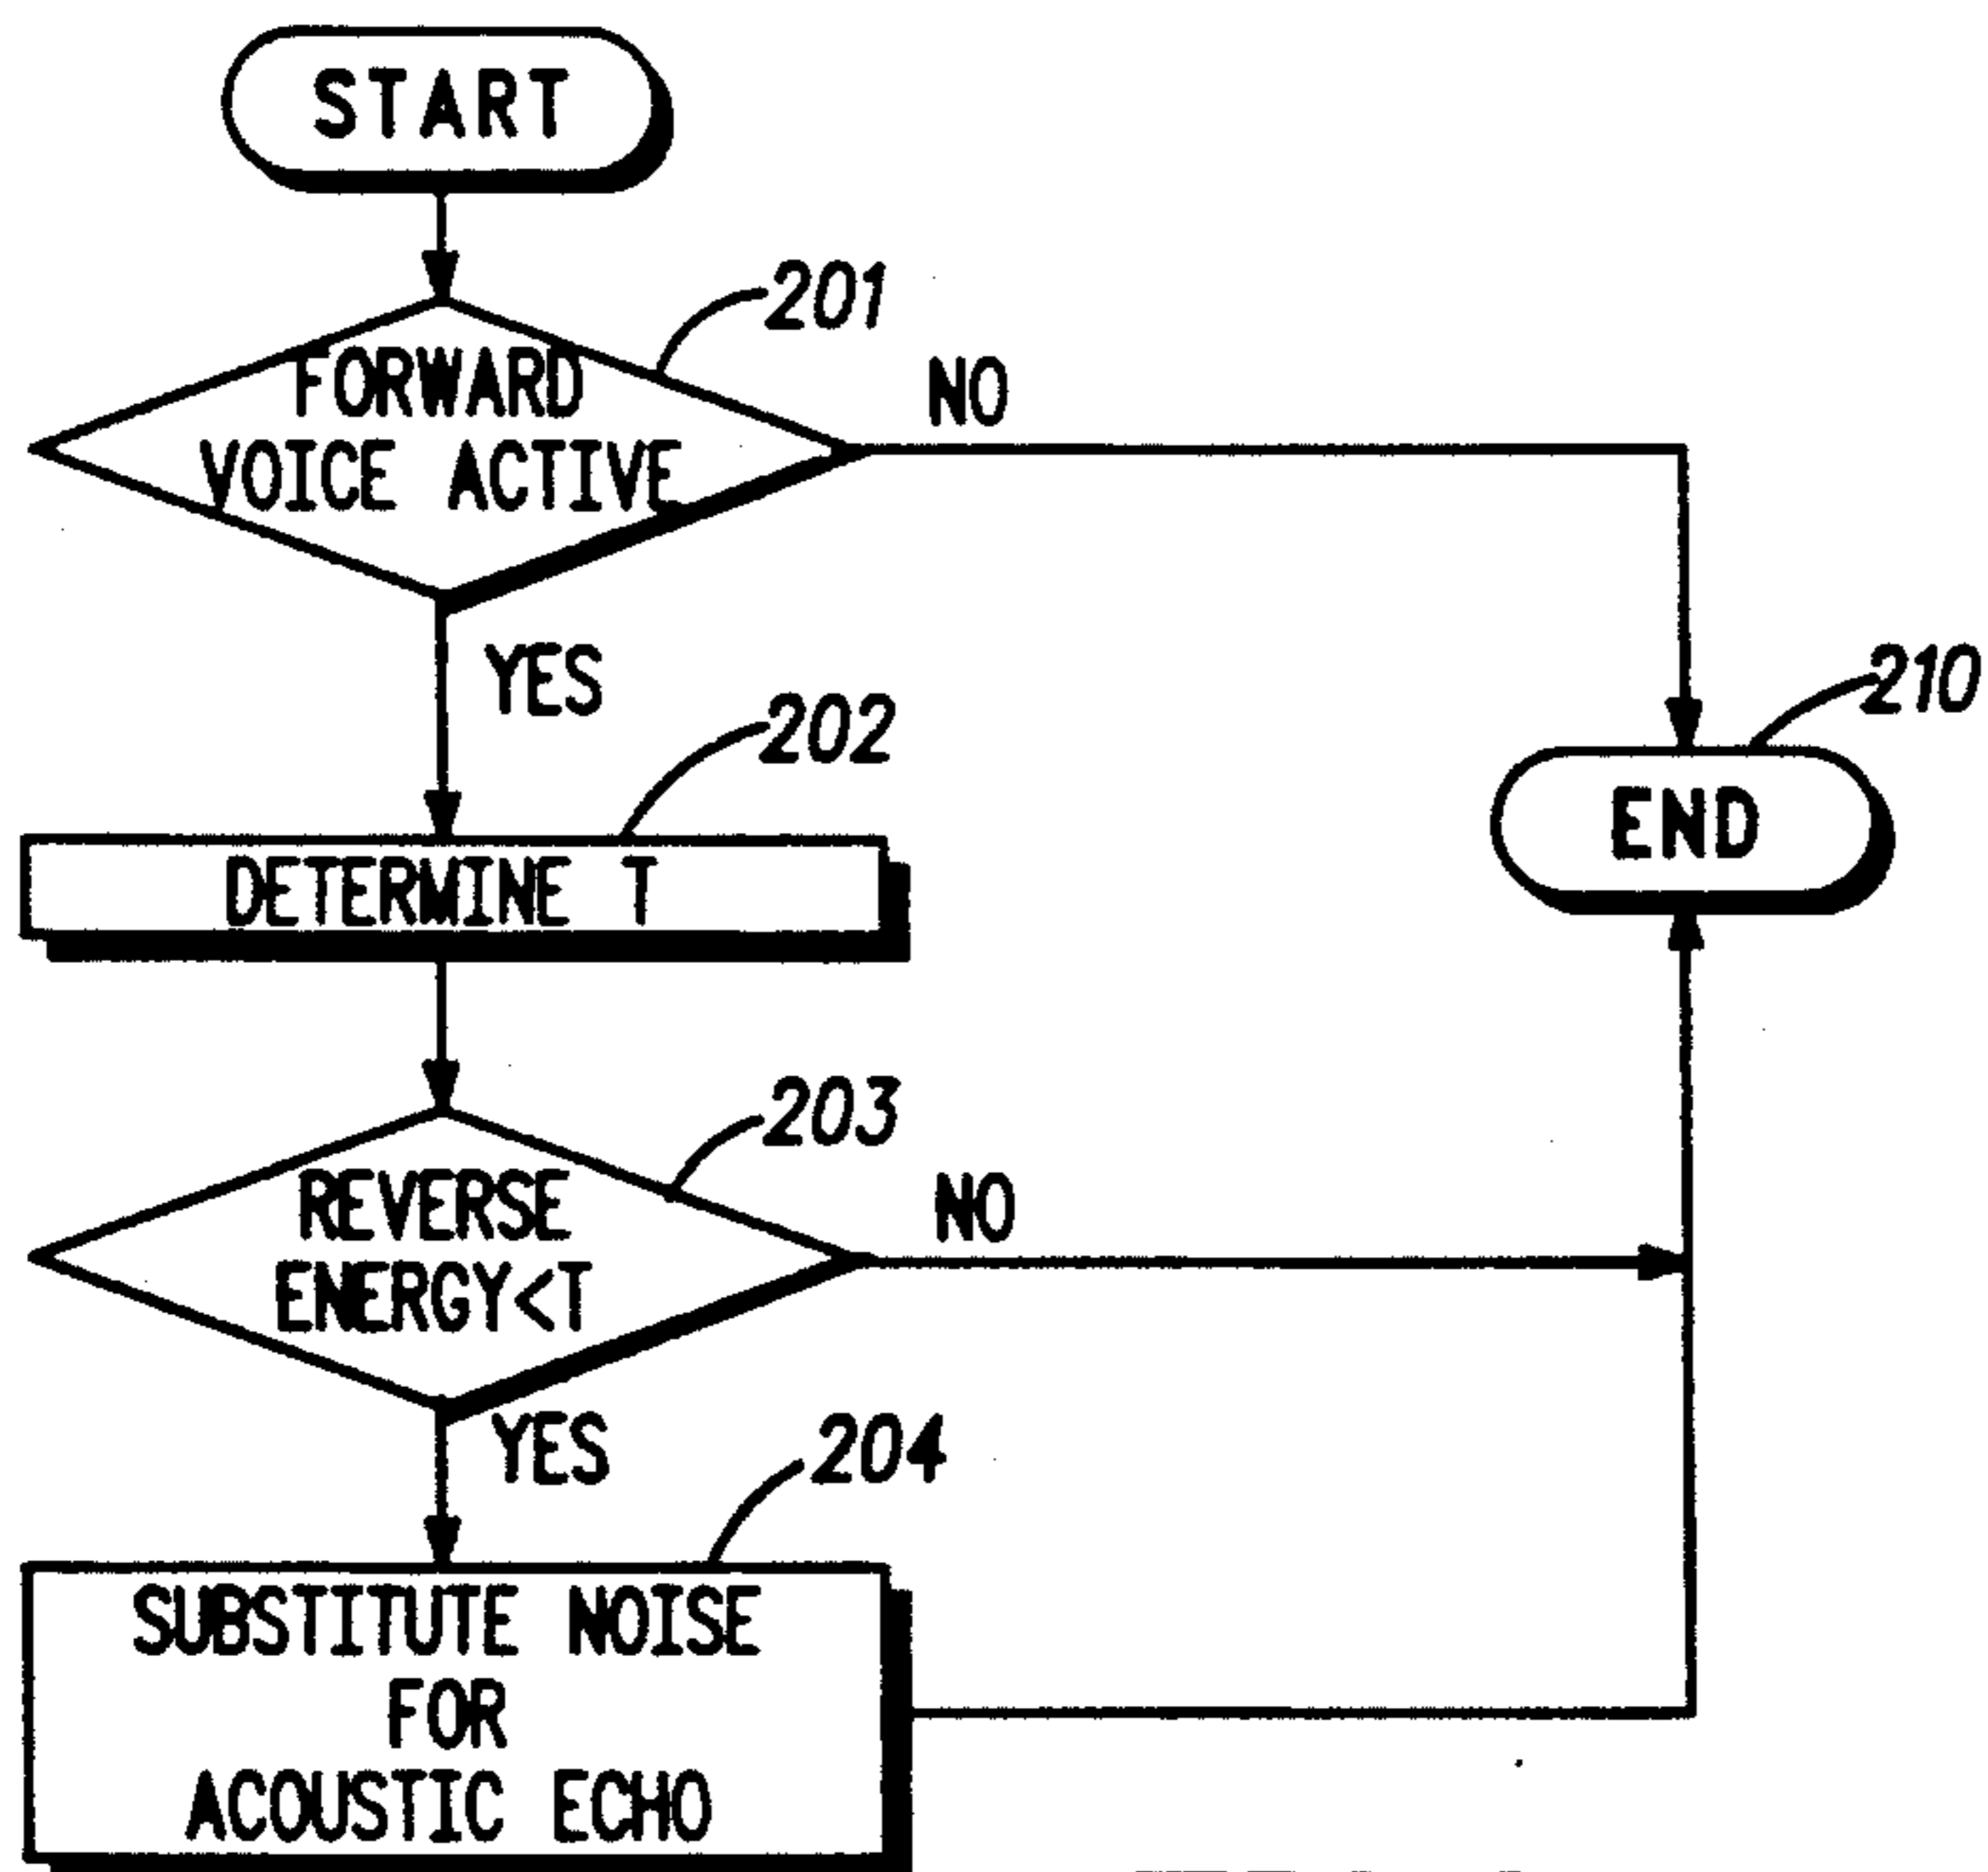 START
201
FORWARD
VOICE ACTIVE
NO
YES
202
210
DETERMINE T
END
203
REVERSE
ENERGY<T
NO
YES
204
SUBSTITUTE NOISE
FOR
ACOUSTIC ECHO